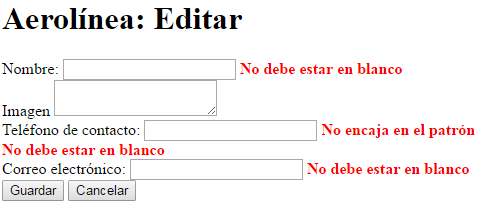 Aerolínea: Editar
Nombre: No debe estar en blanco
Imagen
Teléfono de contacto: No encaja en el patrón
No debe estar en blanco
Correo electrónico: No debe estar en blanco
Guardar Cancelar